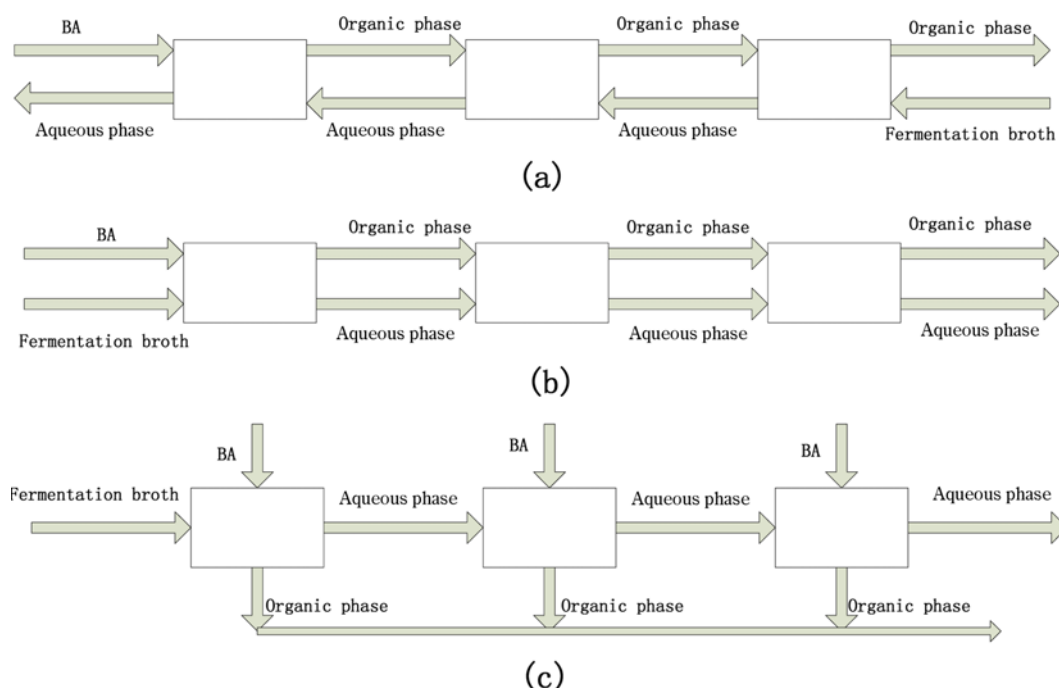 BA
Organic phase
Organic phase
Organic phase
Aqueous phase
Aqueous phase
Aqueous phase
Fermentation broth
(a)
BA
Organic phase
Organic phase
Organic phase
Fermentation broth
Aqueous phase
Aqueous phase
Aqueous phase
(b)
BA
BA
BA
Fermentation broth
Aqueous phase
Aqueous phase
Aqueous phase
Organic phase
Organic phase
Organic phase
(c)